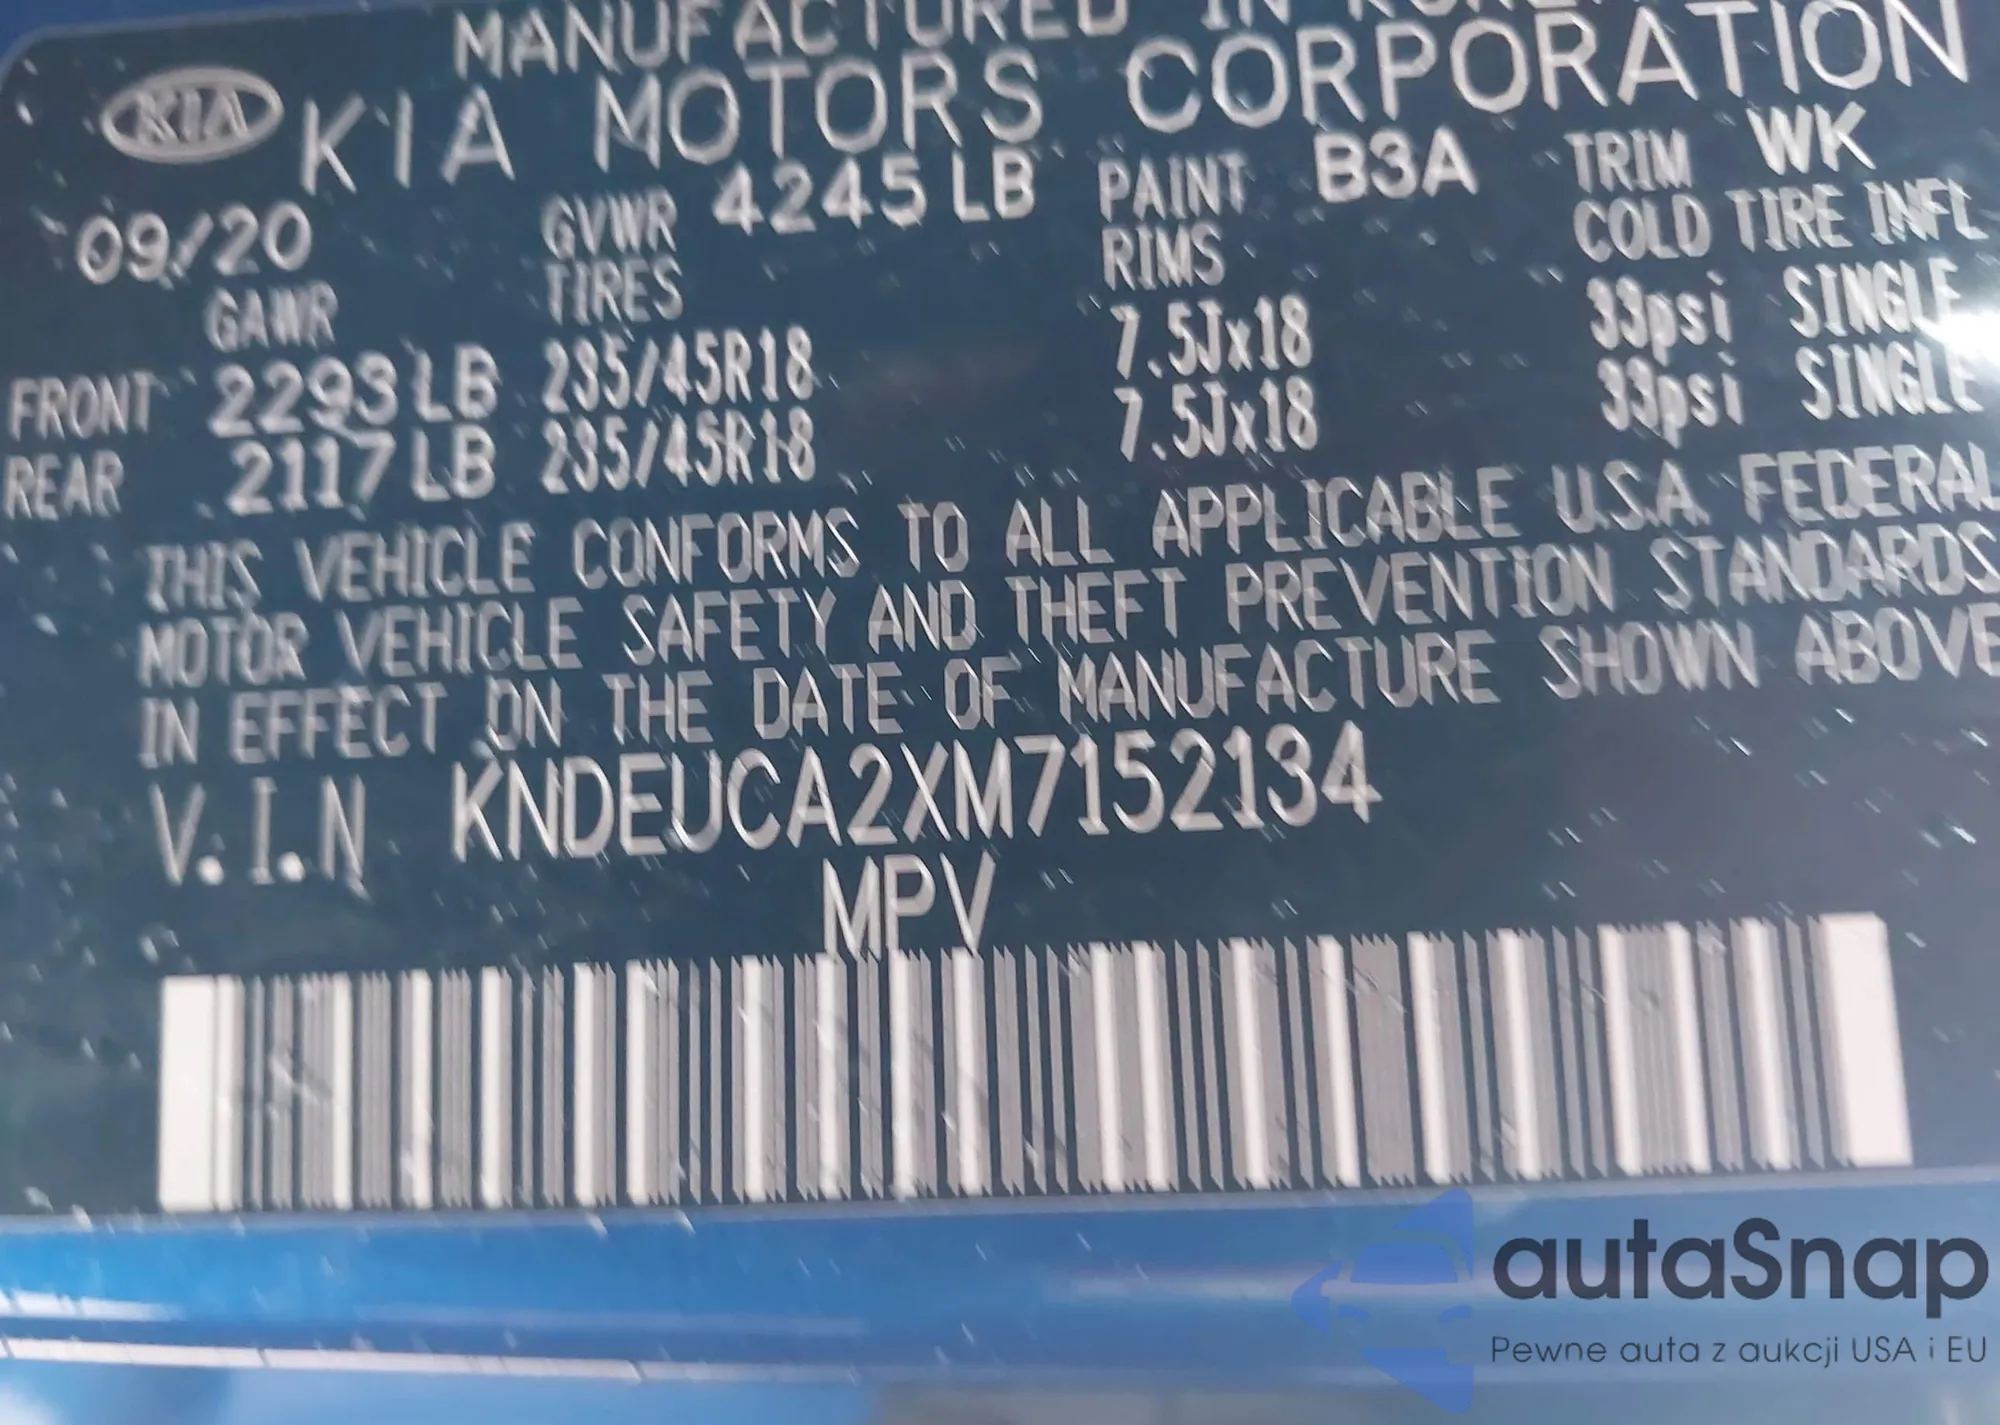 MANUFACTURED IN KOREA
KIA KIA MOTORS CORPORATION
09/20 GVWR 4245 LB PAINT B3A TRIM WK
GAWR TIRES RIMS COLD TIRE INFL
FRONT 2293 LB 235/45R18 7.5Jx18 33psi SINGLE
REAR 2117 LB 235/45R18 7.5Jx18 33psi SINGLE
THIS VEHICLE CONFORMS TO ALL APPLICABLE U.S.A. FEDERAL
MOTOR VEHICLE SAFETY AND THEFT PREVENTION STANDARDS
IN EFFECT ON THE DATE OF MANUFACTURE SHOWN ABOVE
V.I.N KNDEUCA2XM7152134
MPV
autaSnap
Pewne auta z aukcji USA i EU